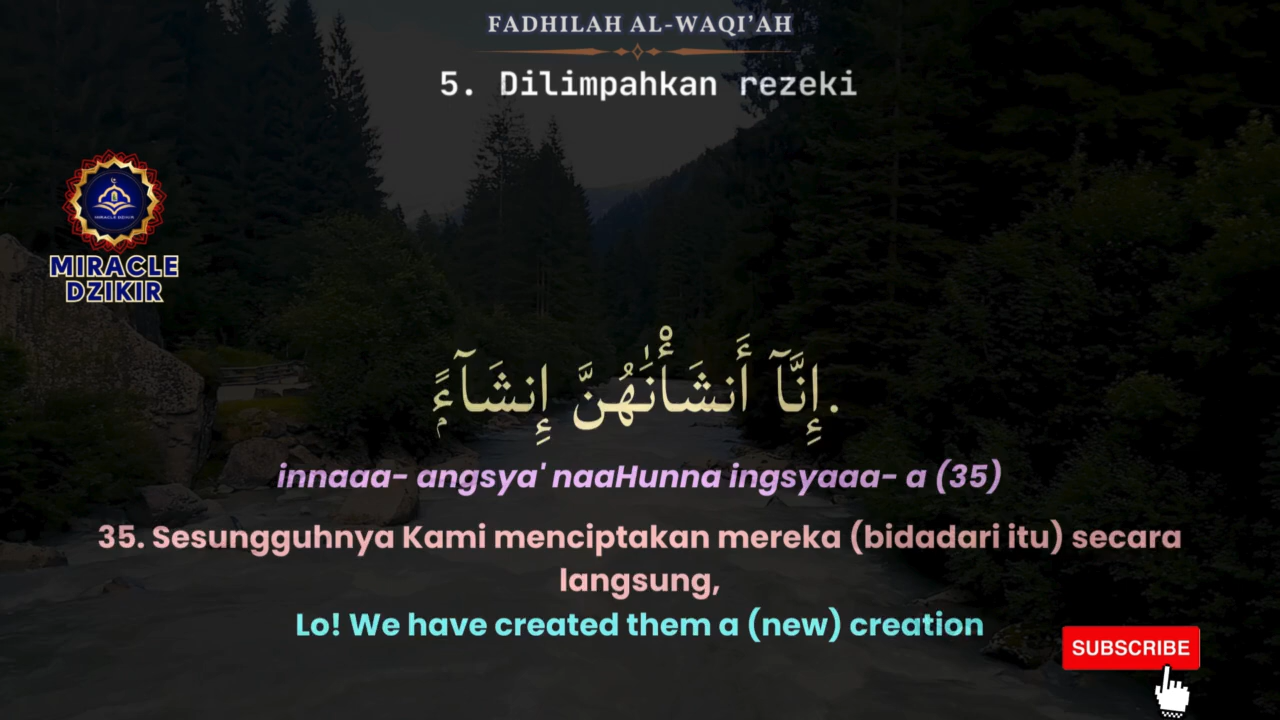 FADHILAH AL-WAQI'AH
5. Dilimpahkan rezeki
MIRACLE
DZIKIR
إِنَّآ أَنشَأْنَٰهُنَّ إِنشَآءًۭ.
innaaa- angsya' naaHunna ingsyaaa- a (35)
35. Sesungguhnya Kami menciptakan mereka (bidadari itu) secara
langsung,
Lo! We have created them a (new) creation
SUBSCRIBE